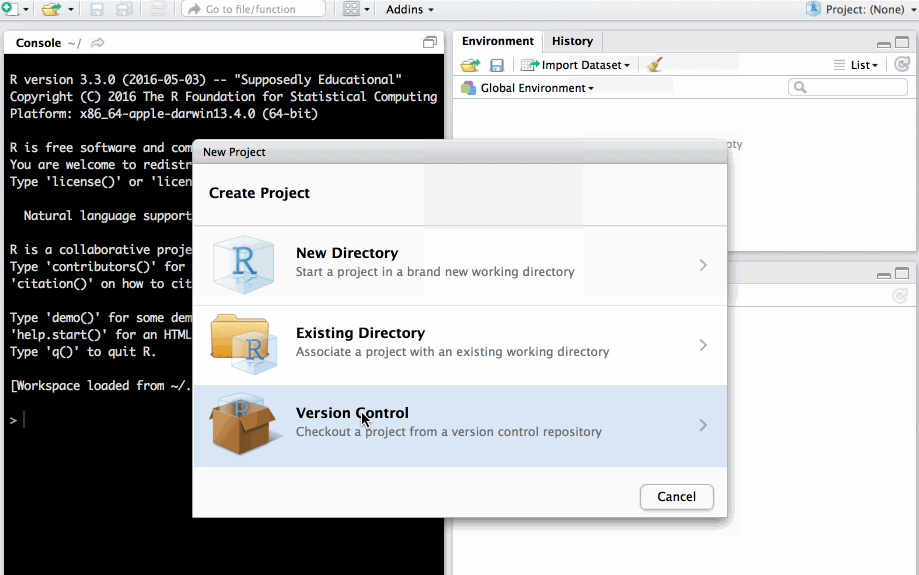 Go to file/function
Addins
Project: (None)
Console ~/
R version 3.3.0 (2016-05-03) -- "Supposedly Educational"
Copyright (C) 2016 The R Foundation for Statistical Computing
Platform: x86_64-apple-darwin13.4.0 (64-bit)
R is free software and com
You are welcome to redistr
Type 'license()' or 'licen
Natural language support
R is a collaborative proje
Type 'contributors()' for
'citation()' on how to cit
Type 'demo()' for some dem
'help.start()' for an HTML
Type 'q()' to quit R.
[Workspace loaded from ~/.
>
Environment History
Import Dataset
List
Global Environment
pty
New Project
Create Project
R
New Directory
Start a project in a brand new working directory
R
Existing Directory
Associate a project with an existing working directory
R
Version Control
Checkout a project from a version control repository
Cancel